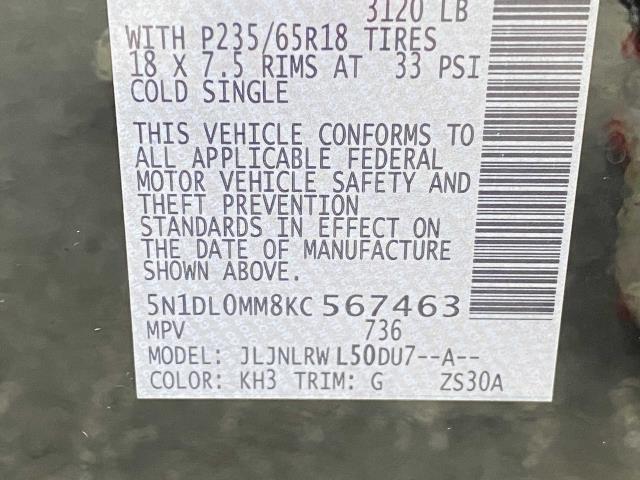 3120 LB
WITH P235/65R18 TIRES
18 X 7.5 RIMS AT 33 PSI
COLD SINGLE
THIS VEHICLE CONFORMS TO
ALL APPLICABLE FEDERAL
MOTOR VEHICLE SAFETY AND
THEFT PREVENTION
STANDARDS IN EFFECT ON
THE DATE OF MANUFACTURE
SHOWN ABOVE.
5N1DL0MM8KC 567463
MPV 736
MODEL: JLJNLRW L50DU7--A--
COLOR: KH3 TRIM: G ZS30A